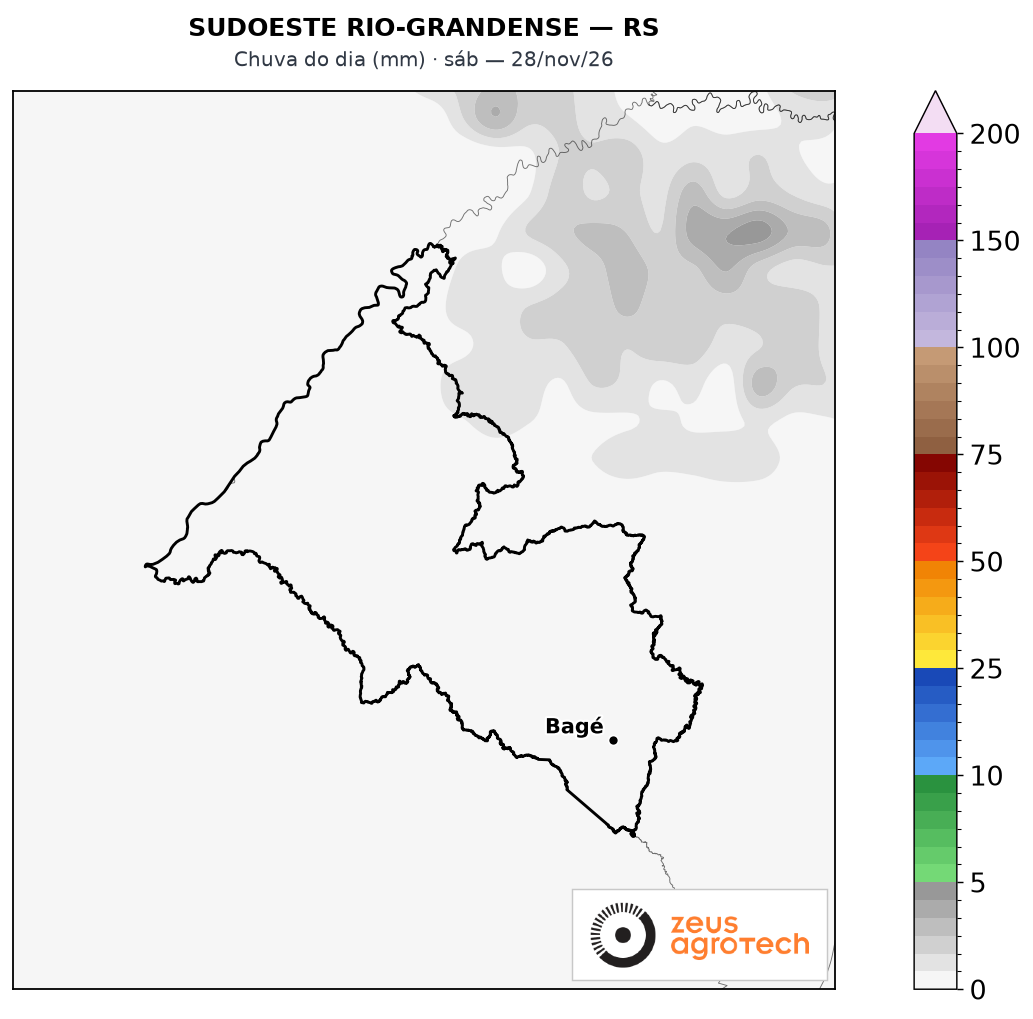 SUDOESTE RIO-GRANDENSE — RS
Chuva do dia (mm) · sáb — 28/nov/26
200
150
100
75
50
25
10
5
0
Bagé
zeus
agrotech